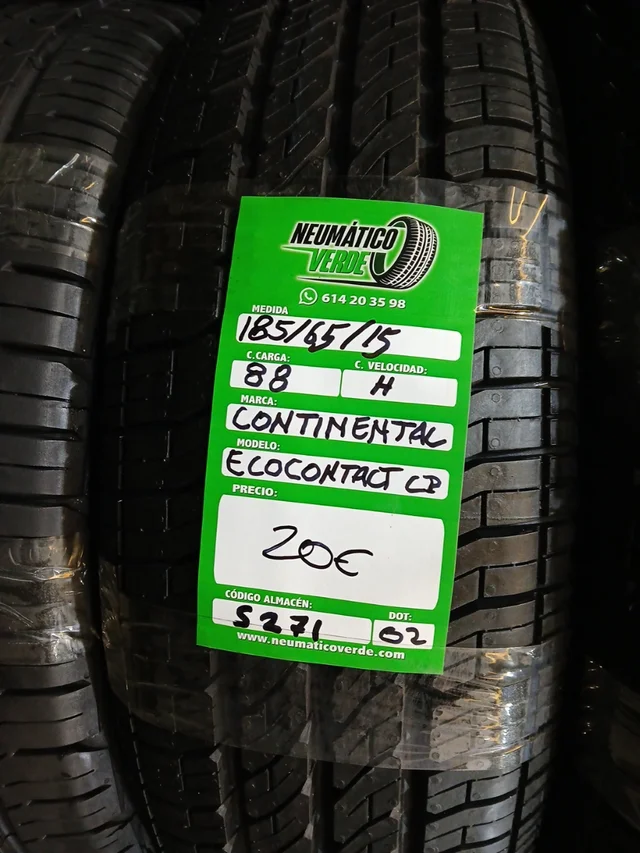 NEUMÁTICO
VERDE
614 20 35 98
MEDIDA
185/65/15
C.CARGA: C. VELOCIDAD:
88 H
MARCA:
CONTINENTAL
MODELO:
ECOCONTACT CP
PRECIO:
20€
CÓDIGO ALMACÉN: DOT:
S271 02
www.neumaticoverde.com